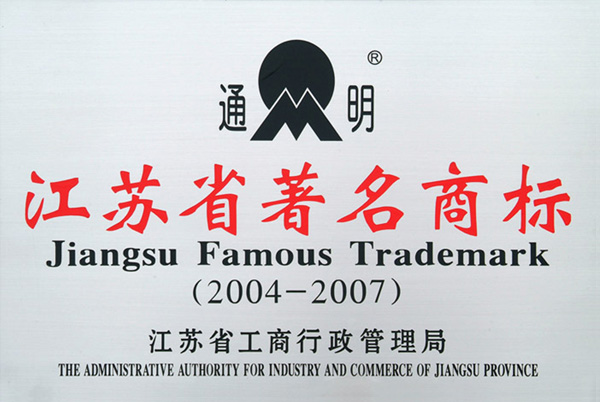 通 明 ®
江苏省著名商标
Jiangsu Famous Trademark
(2004-2007)
江苏省工商行政管理局
THE ADMINISTRATIVE AUTHORITY FOR INDUSTRY AND COMMERCE OF JIANGSU PROVINCE